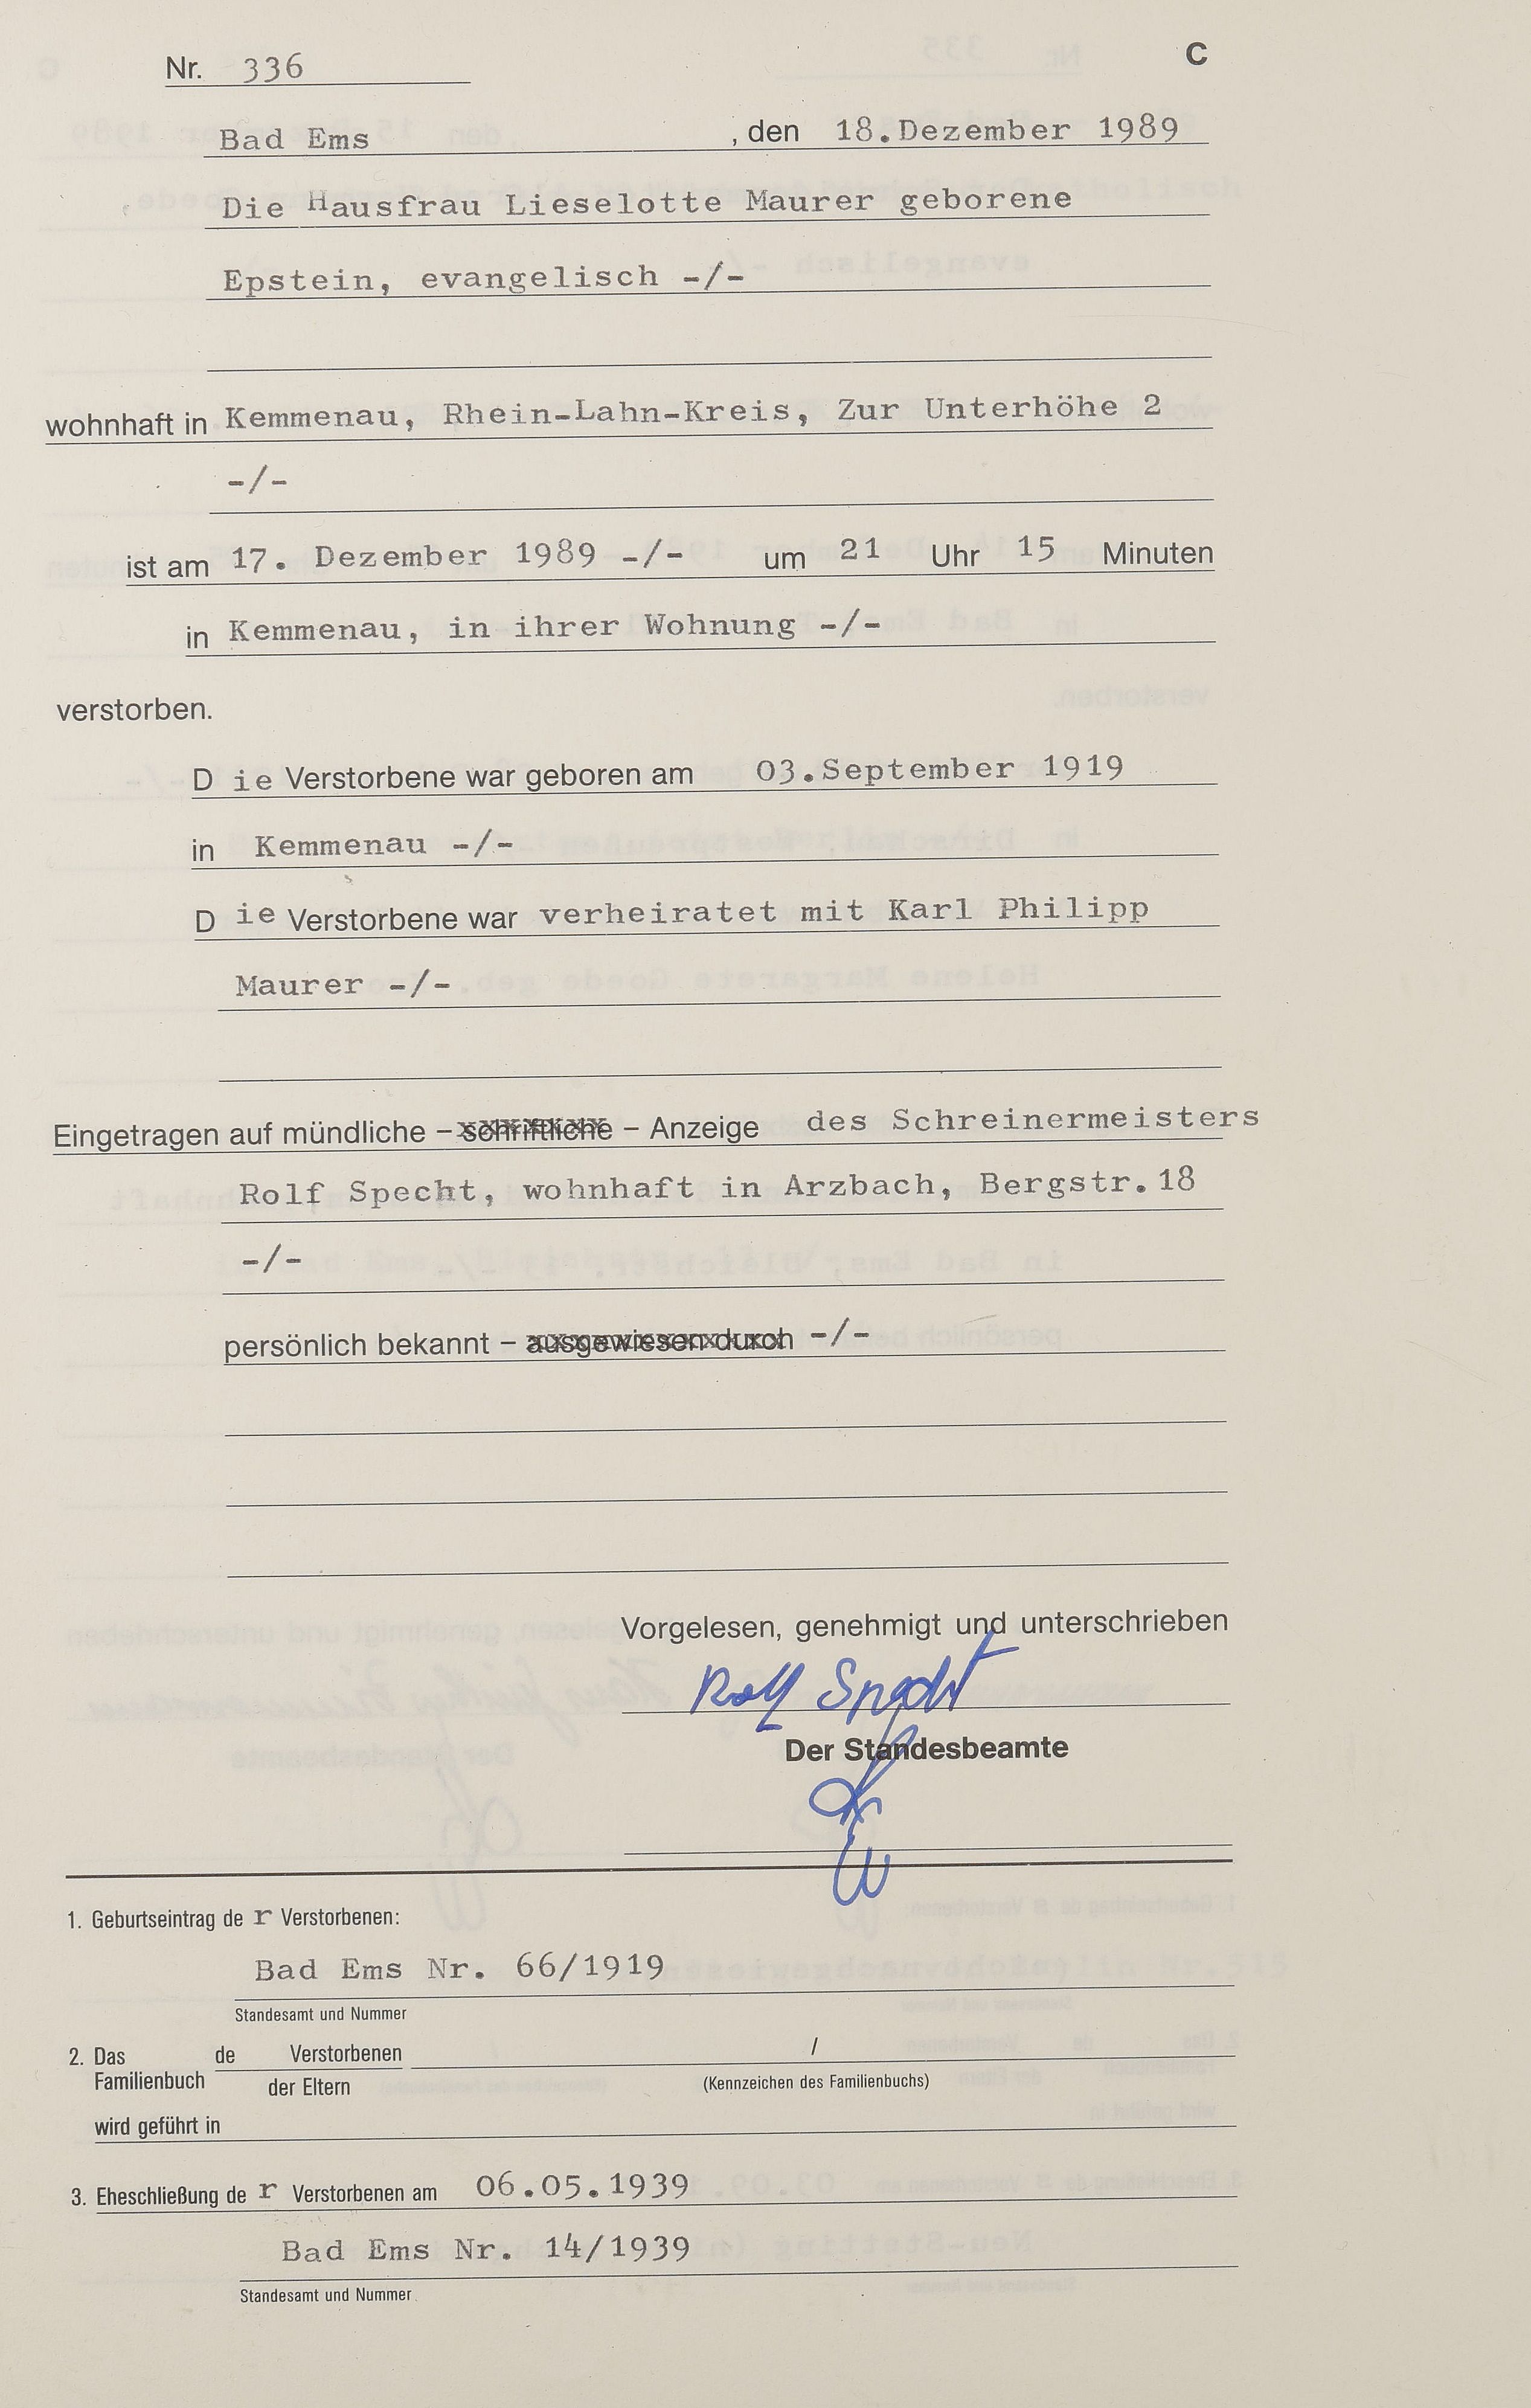 Nr. 336
C
Bad Ems , den 18.Dezember 1989
Die Hausfrau Lieselotte Maurer geborene
Epstein, evangelisch -/-
wohnhaft in Kemmenau, Rhein-Lahn-Kreis, Zur Unterhöhe 2
-/-
ist am 17. Dezember 1989 -/- um 21 Uhr 15 Minuten
in Kemmenau, in ihrer Wohnung -/-
verstorben.
D ie Verstorbene war geboren am 03.September 1919
in Kemmenau -/-
D ie Verstorbene war verheiratet mit Karl Philipp
Maurer -/-
Eingetragen auf mündliche – schriftliche – Anzeige des Schreinermeisters
Rolf Specht, wohnhaft in Arzbach, Bergstr.18
-/-
persönlich bekannt – ausgewiesen durch -/-
Vorgelesen, genehmigt und unterschrieben
Rolf Specht
Der Standesbeamte
1. Geburtseintrag de r Verstorbenen:
Bad Ems Nr. 66/1919
Standesamt und Nummer
2. Das de Verstorbenen /
Familienbuch der Eltern (Kennzeichen des Familienbuchs)
wird geführt in
3. Eheschließung de r Verstorbenen am 06.05.1939
Bad Ems Nr. 14/1939
Standesamt und Nummer